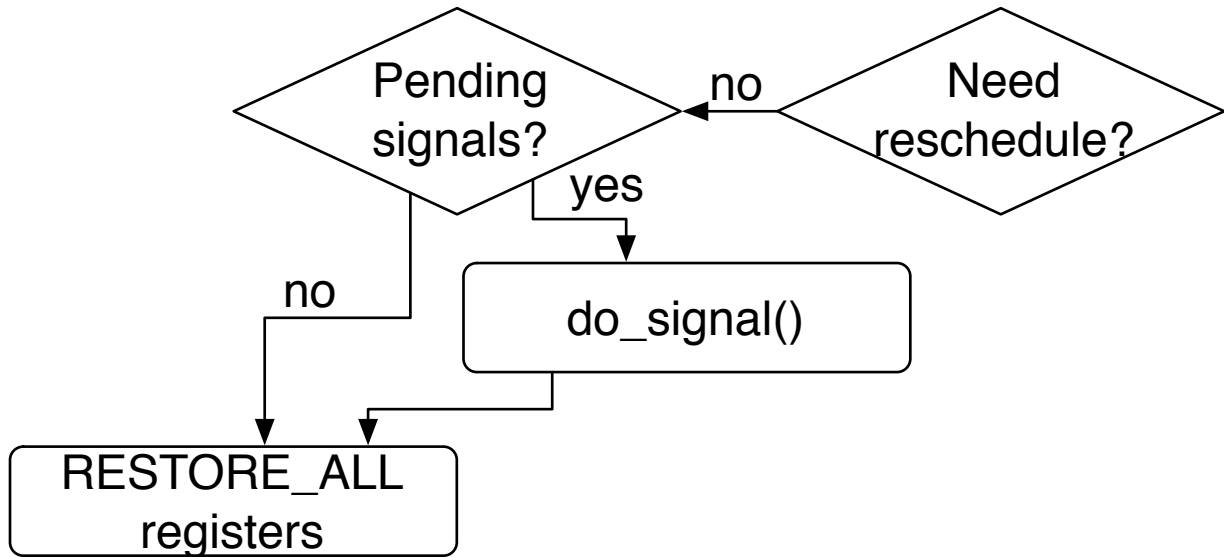 Pending
signals?
no
Need
reschedule?
yes
no
do_signal()
RESTORE_ALL
registers